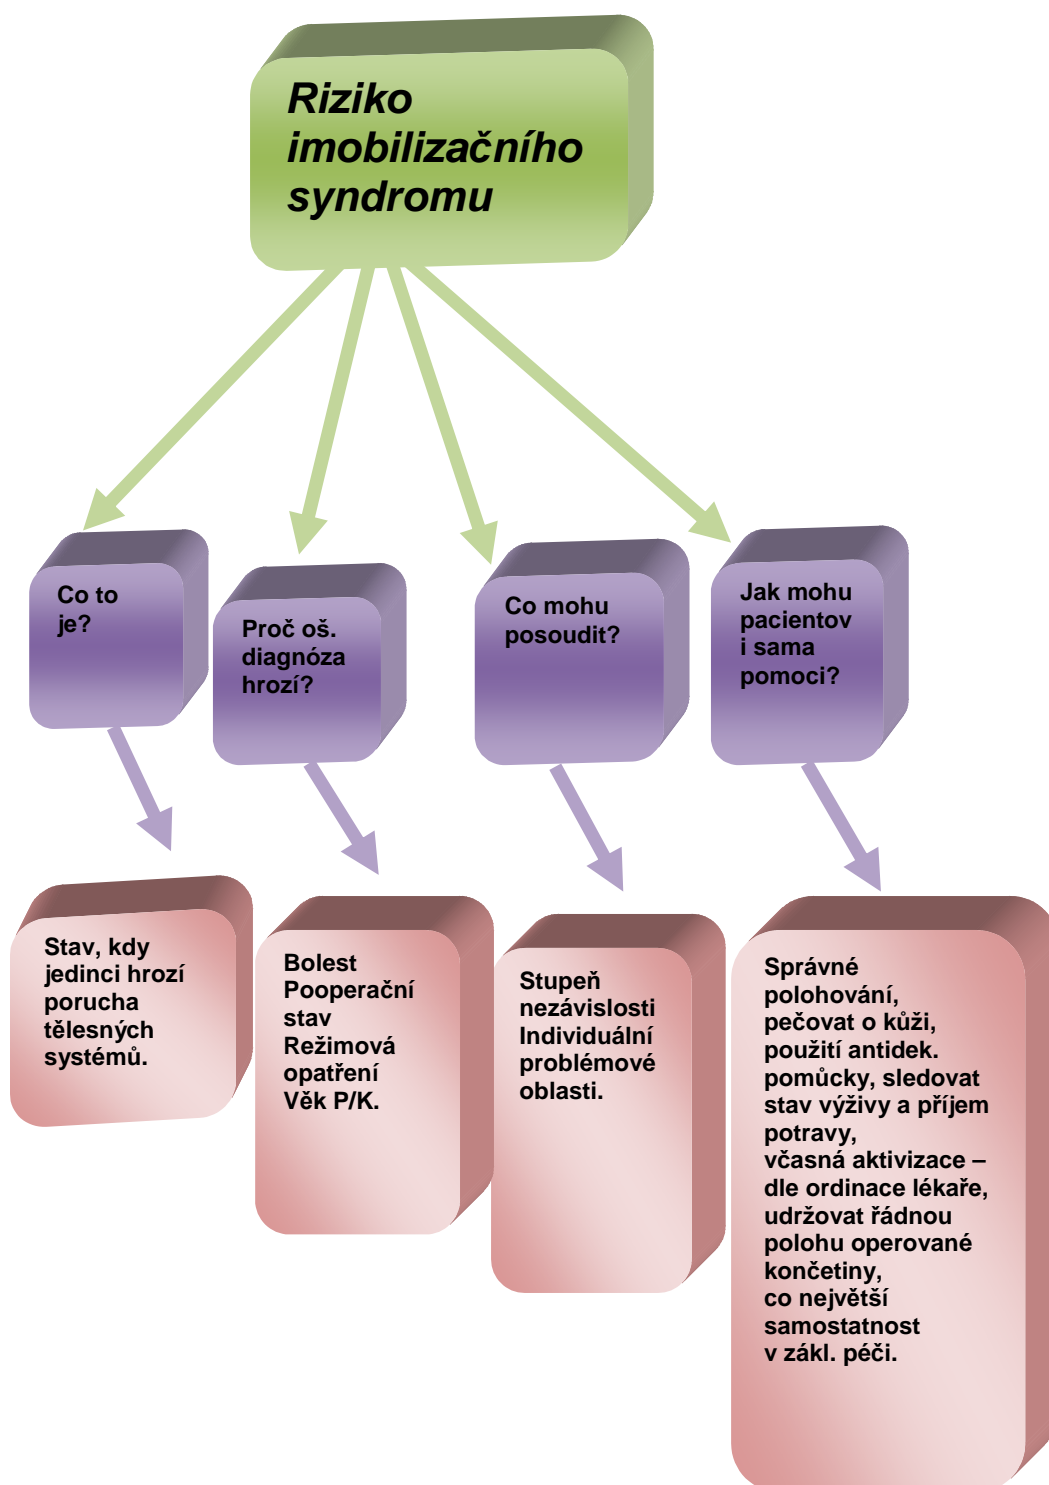 Riziko
imobilizačního
syndromu
Co to
je?
Proč oš.
diagnóza
hrozí?
Co mohu
posoudit?
Jak mohu
pacientov
i sama
pomoci?
Stav, kdy
jedinci hrozí
porucha
tělesných
systémů.
Bolest
Pooperační
stav
Režimová
opatření
Věk P/K.
Stupeň
nezávislosti
Individuální
problémové
oblasti.
Správné
polohování,
pečovat o kůži,
použití antidek.
pomůcky, sledovat
stav výživy a příjem
potravy,
včasná aktivizace –
dle ordinace lékaře,
udržovat řádnou
polohu operované
končetiny,
co největší
samostatnost
v zákl. péči.